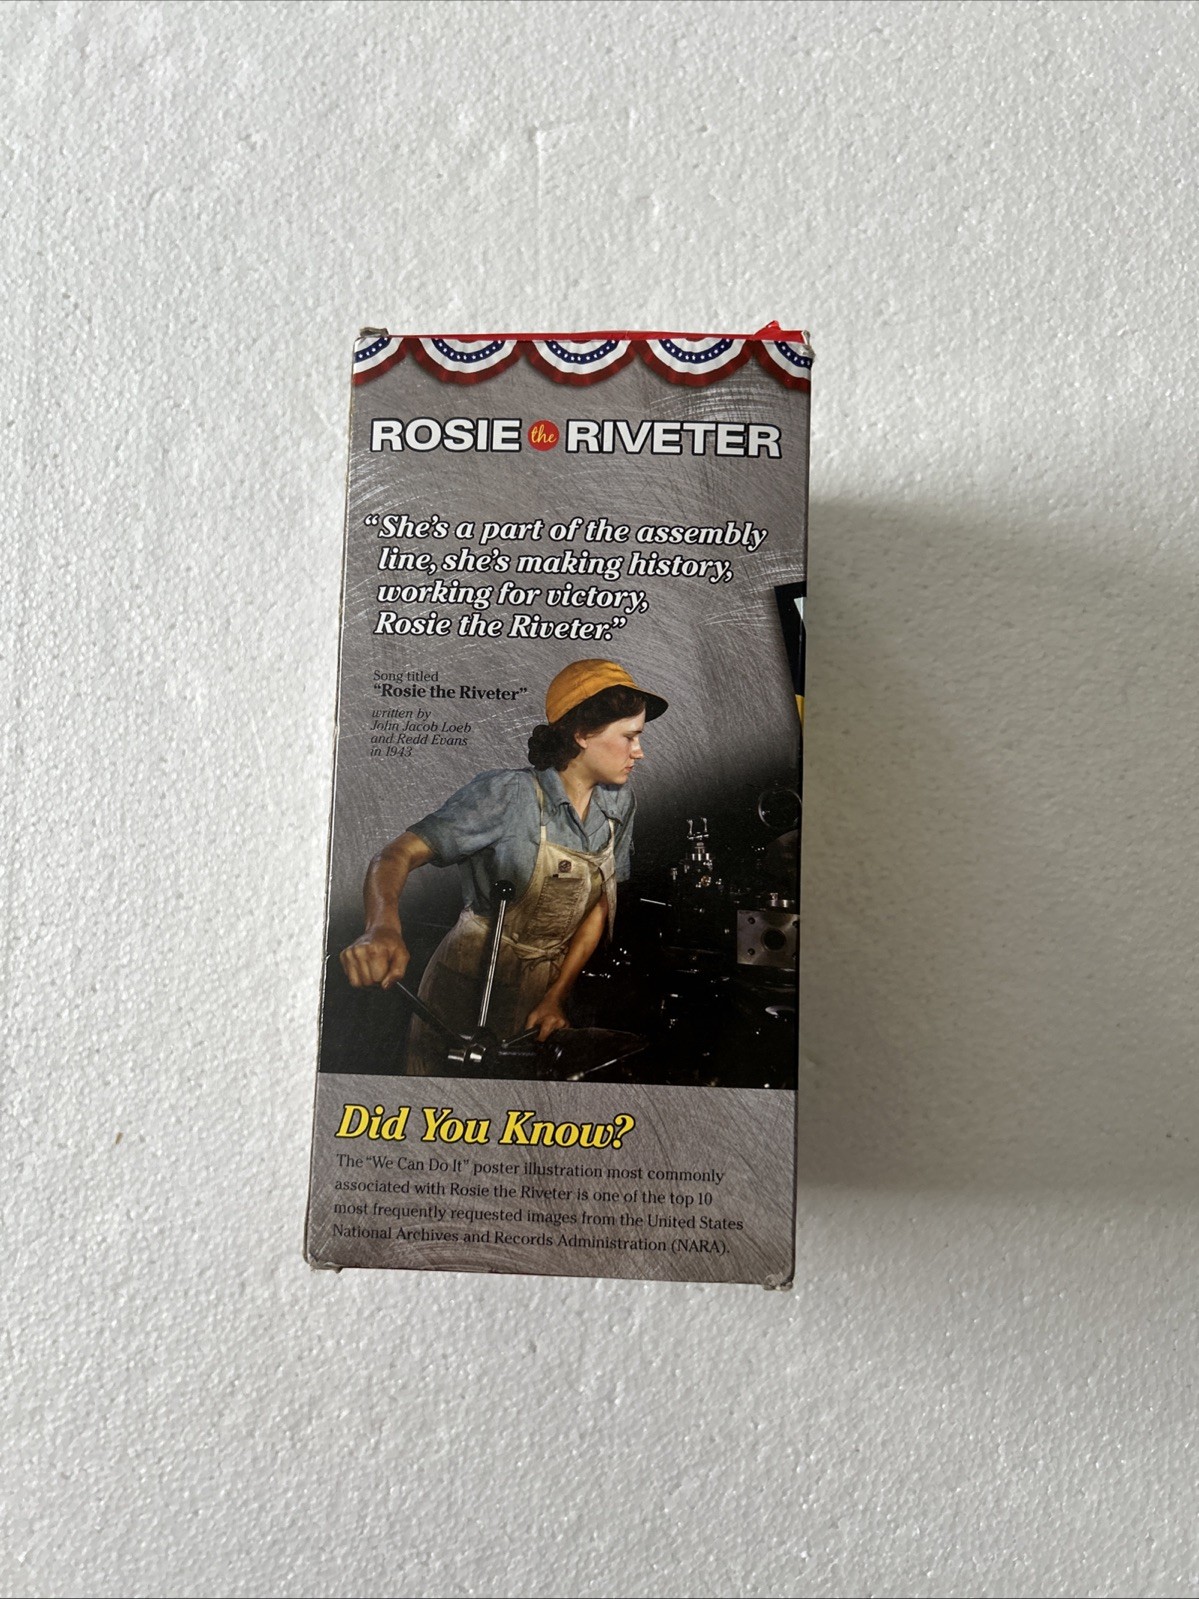 ROSIE the RIVETER
“She’s a part of the assembly
line, she’s making history,
working for victory,
Rosie the Riveter.”
Song titled
“Rosie the Riveter”
written by
John Jacob Loeb
and Redd Evans
in 1943
Did You Know?
The “We Can Do It” poster illustration most commonly
associated with Rosie the Riveter is one of the top 10
most frequently requested images from the United States
National Archives and Records Administration (NARA).